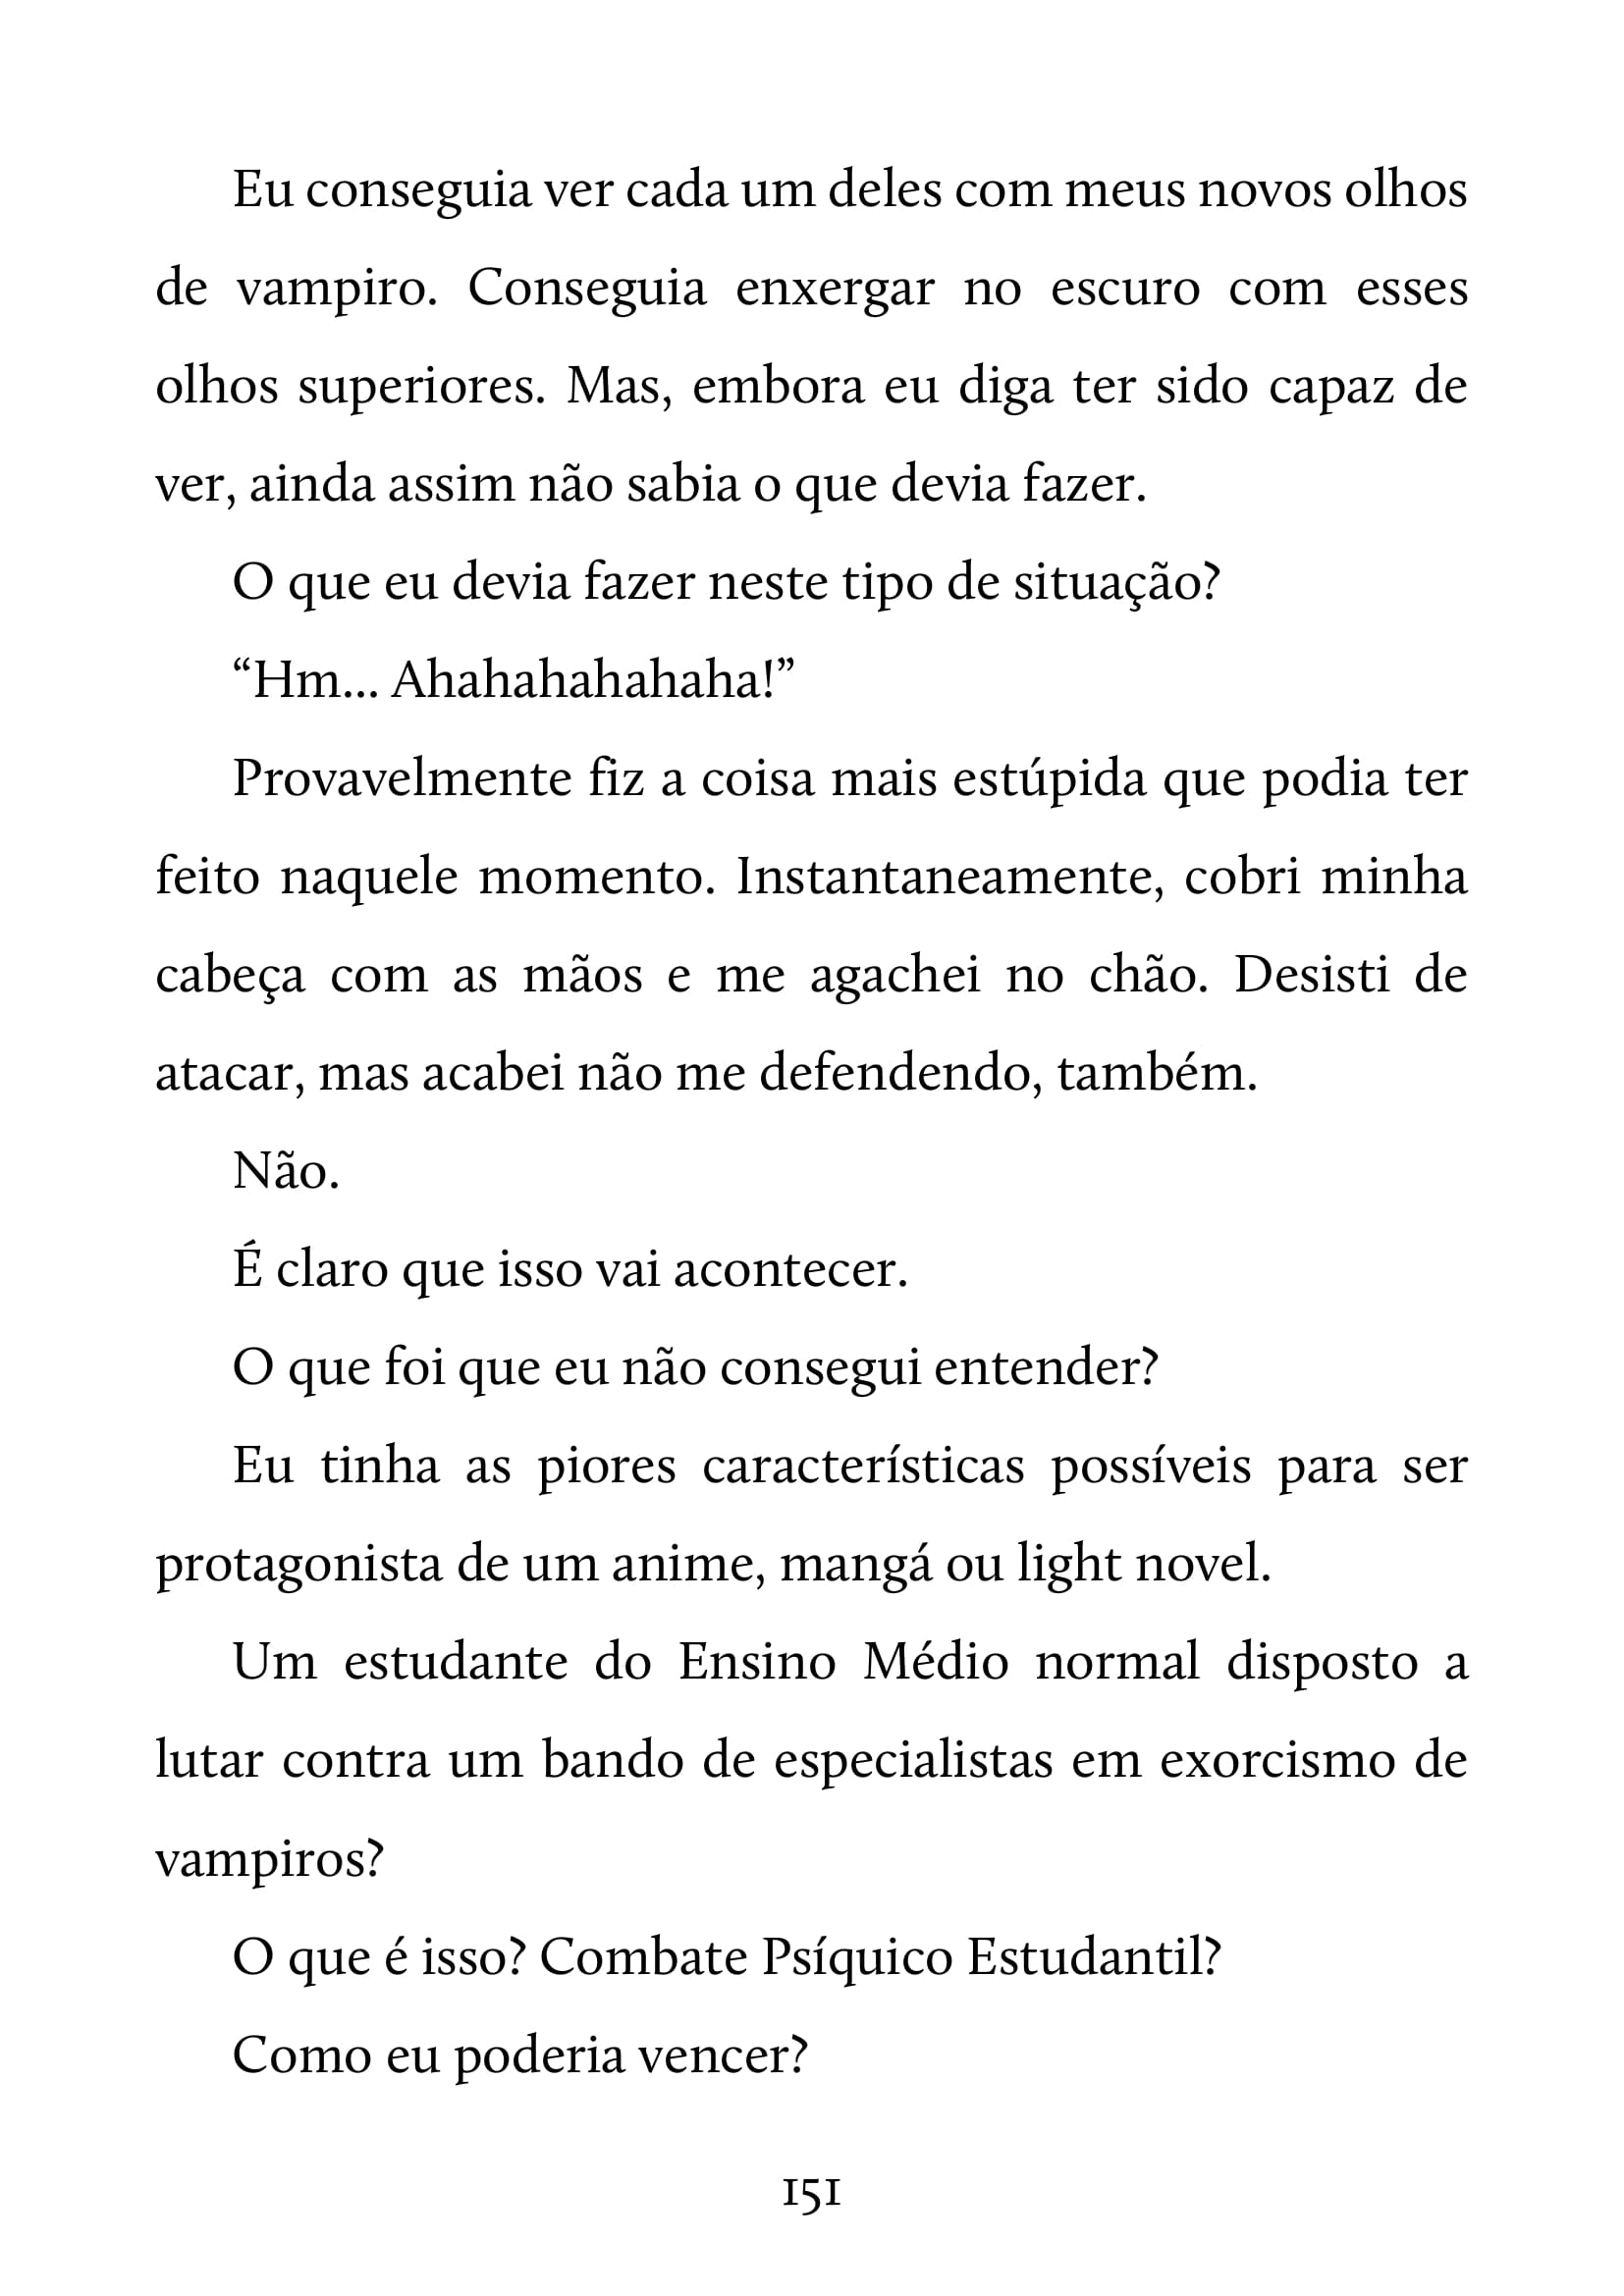 Eu conseguia ver cada um deles com meus novos olhos
de vampiro. Conseguia enxergar no escuro com esses
olhos superiores. Mas, embora eu diga ter sido capaz de
ver, ainda assim não sabia o que devia fazer.
O que eu devia fazer neste tipo de situação?
“Hm... Ahahahahahaha!”
Provavelmente fiz a coisa mais estúpida que podia ter
feito naquele momento. Instantaneamente, cobri minha
cabeça com as mãos e me agachei no chão. Desisti de
atacar, mas acabei não me defendendo, também.
Não.
É claro que isso vai acontecer.
O que foi que eu não consegui entender?
Eu tinha as piores características possíveis para ser
protagonista de um anime, mangá ou light novel.
Um estudante do Ensino Médio normal disposto a
lutar contra um bando de especialistas em exorcismo de
vampiros?
O que é isso? Combate Psíquico Estudantil?
Como eu poderia vencer?
151